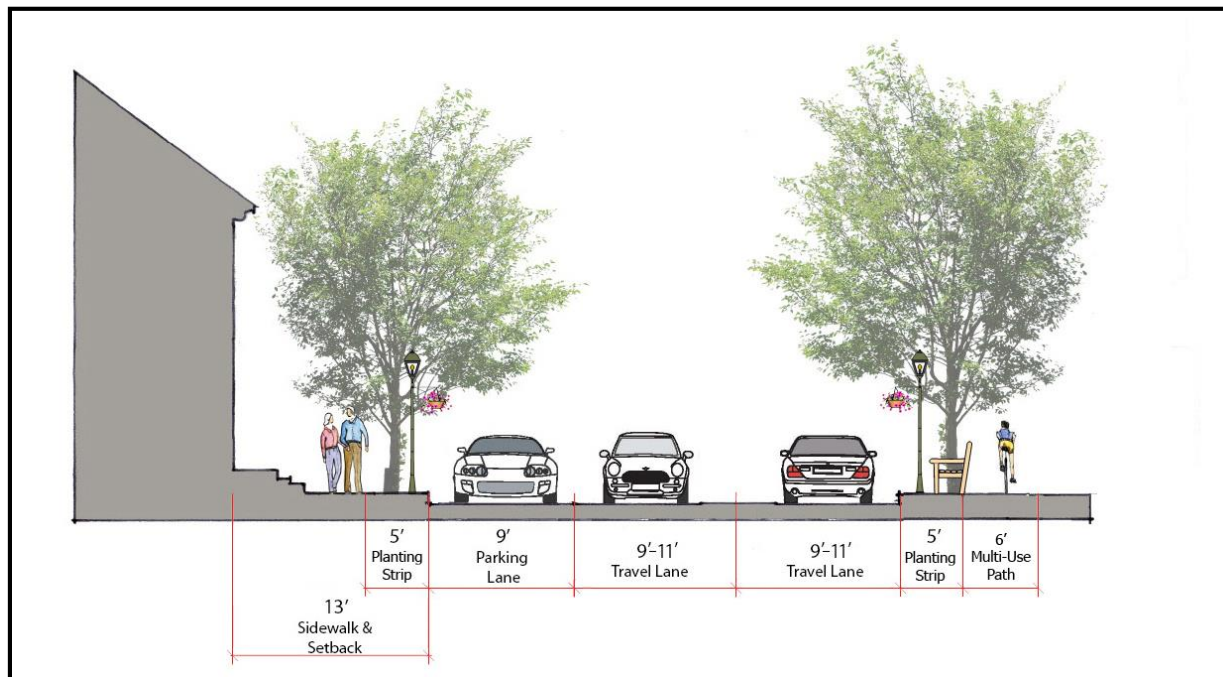 5'
Planting
Strip
9'
Parking
Lane
9'-11'
Travel Lane
9'-11'
Travel Lane
5'
Planting
Strip
6'
Multi-Use
Path
13'
Sidewalk &
Setback